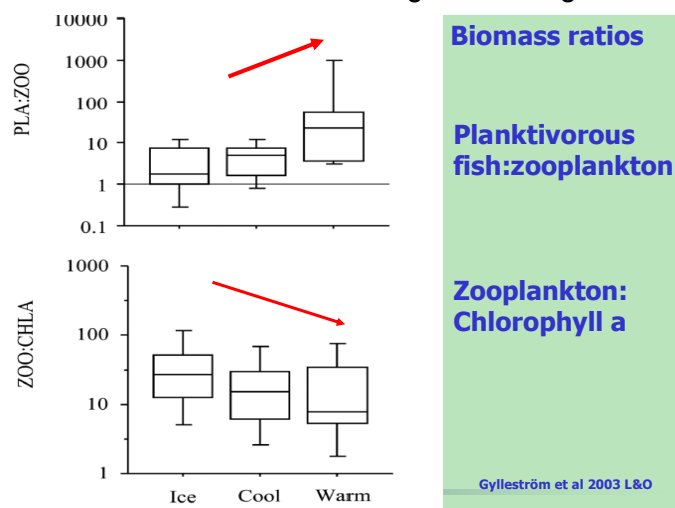 10000
1000
100
10
1
0.1
PLA:ZOO
1000
100
10
1
ZOO:CHLA
Ice Cool Warm
Biomass ratios
Planktivorous
fish:zooplankton
Zooplankton:
Chlorophyll a
Gylleström et al 2003 L&O